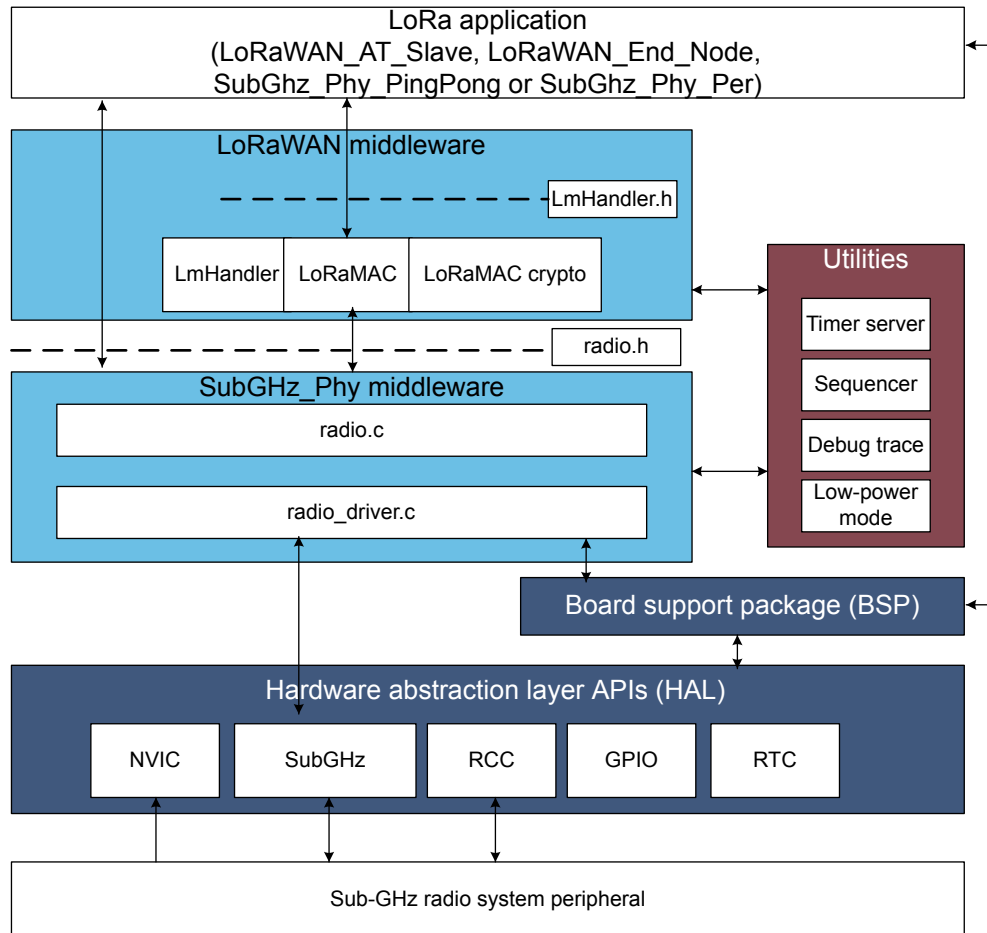 LoRa application
(LoRaWAN_AT_Slave, LoRaWAN_End_Node,
SubGhz_Phy_PingPong or SubGhz_Phy_Per)
LoRaWAN middleware
LmHandler.h
LmHandler
LoRaMAC
LoRaMAC crypto
Utilities
Timer server
Sequencer
Debug trace
Low-power
mode
radio.h
SubGHz_Phy middleware
radio.c
radio_driver.c
Board support package (BSP)
Hardware abstraction layer APIs (HAL)
NVIC
SubGHz
RCC
GPIO
RTC
Sub-GHz radio system peripheral